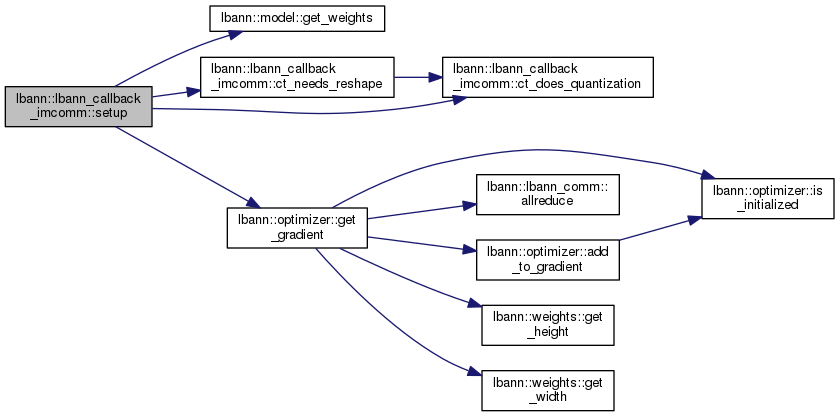 lbann::model::get_weights
lbann::lbann_callback
_imcomm::ct_needs_reshape
lbann::lbann_callback
_imcomm::ct_does_quantization
lbann::lbann_callback
_imcomm::setup
lbann::optimizer::get
_gradient
lbann::lbann_comm::
allreduce
lbann::optimizer::is
_initialized
lbann::optimizer::add
_to_gradient
lbann::weights::get
_height
lbann::weights::get
_width